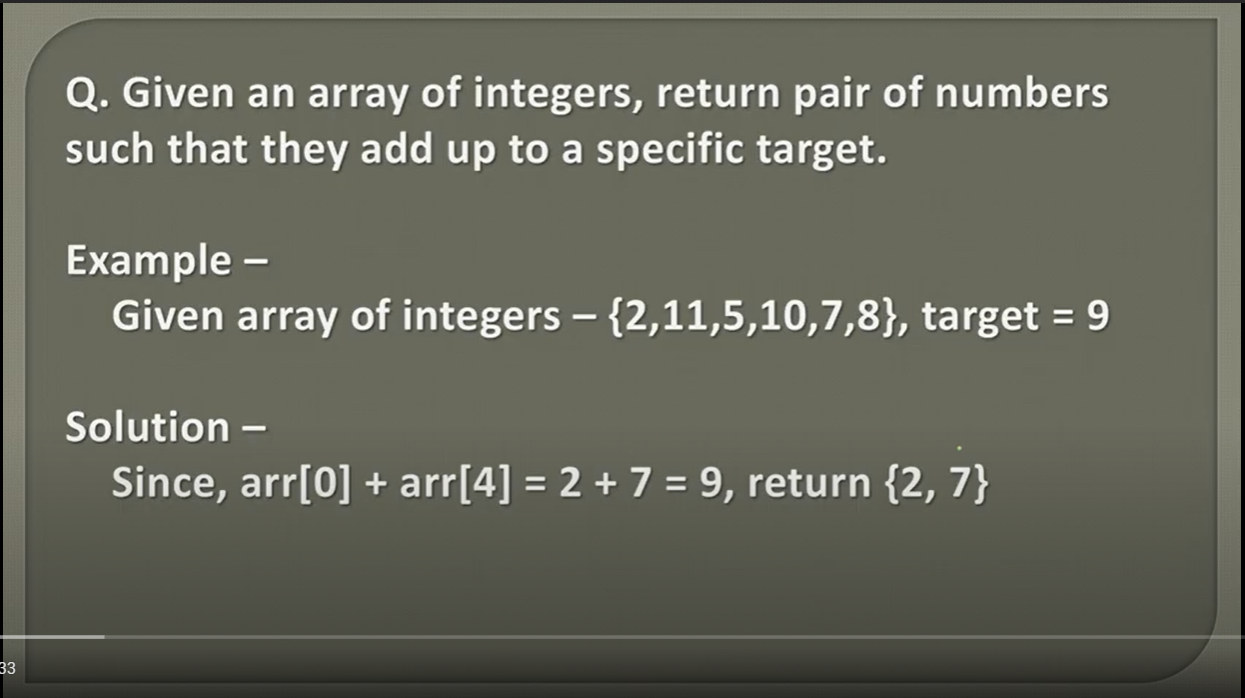 Q. Given an array of integers, return pair of numbers
such that they add up to a specific target.
Example –
Given array of integers – {2,11,5,10,7,8}, target = 9
Solution –
Since, arr[0] + arr[4] = 2 + 7 = 9, return {2, 7}
33